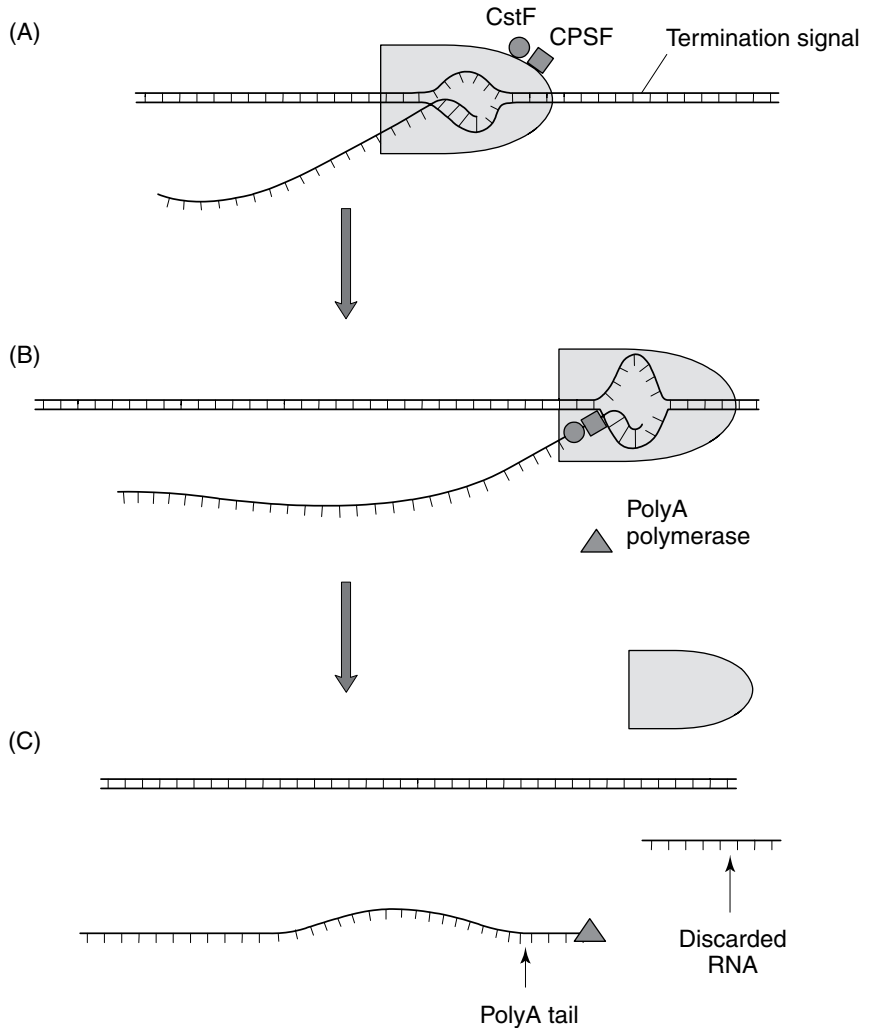 (A)
CstF
CPSF
Termination signal
(B)
PolyA
polymerase
(C)
Discarded
RNA
PolyA tail